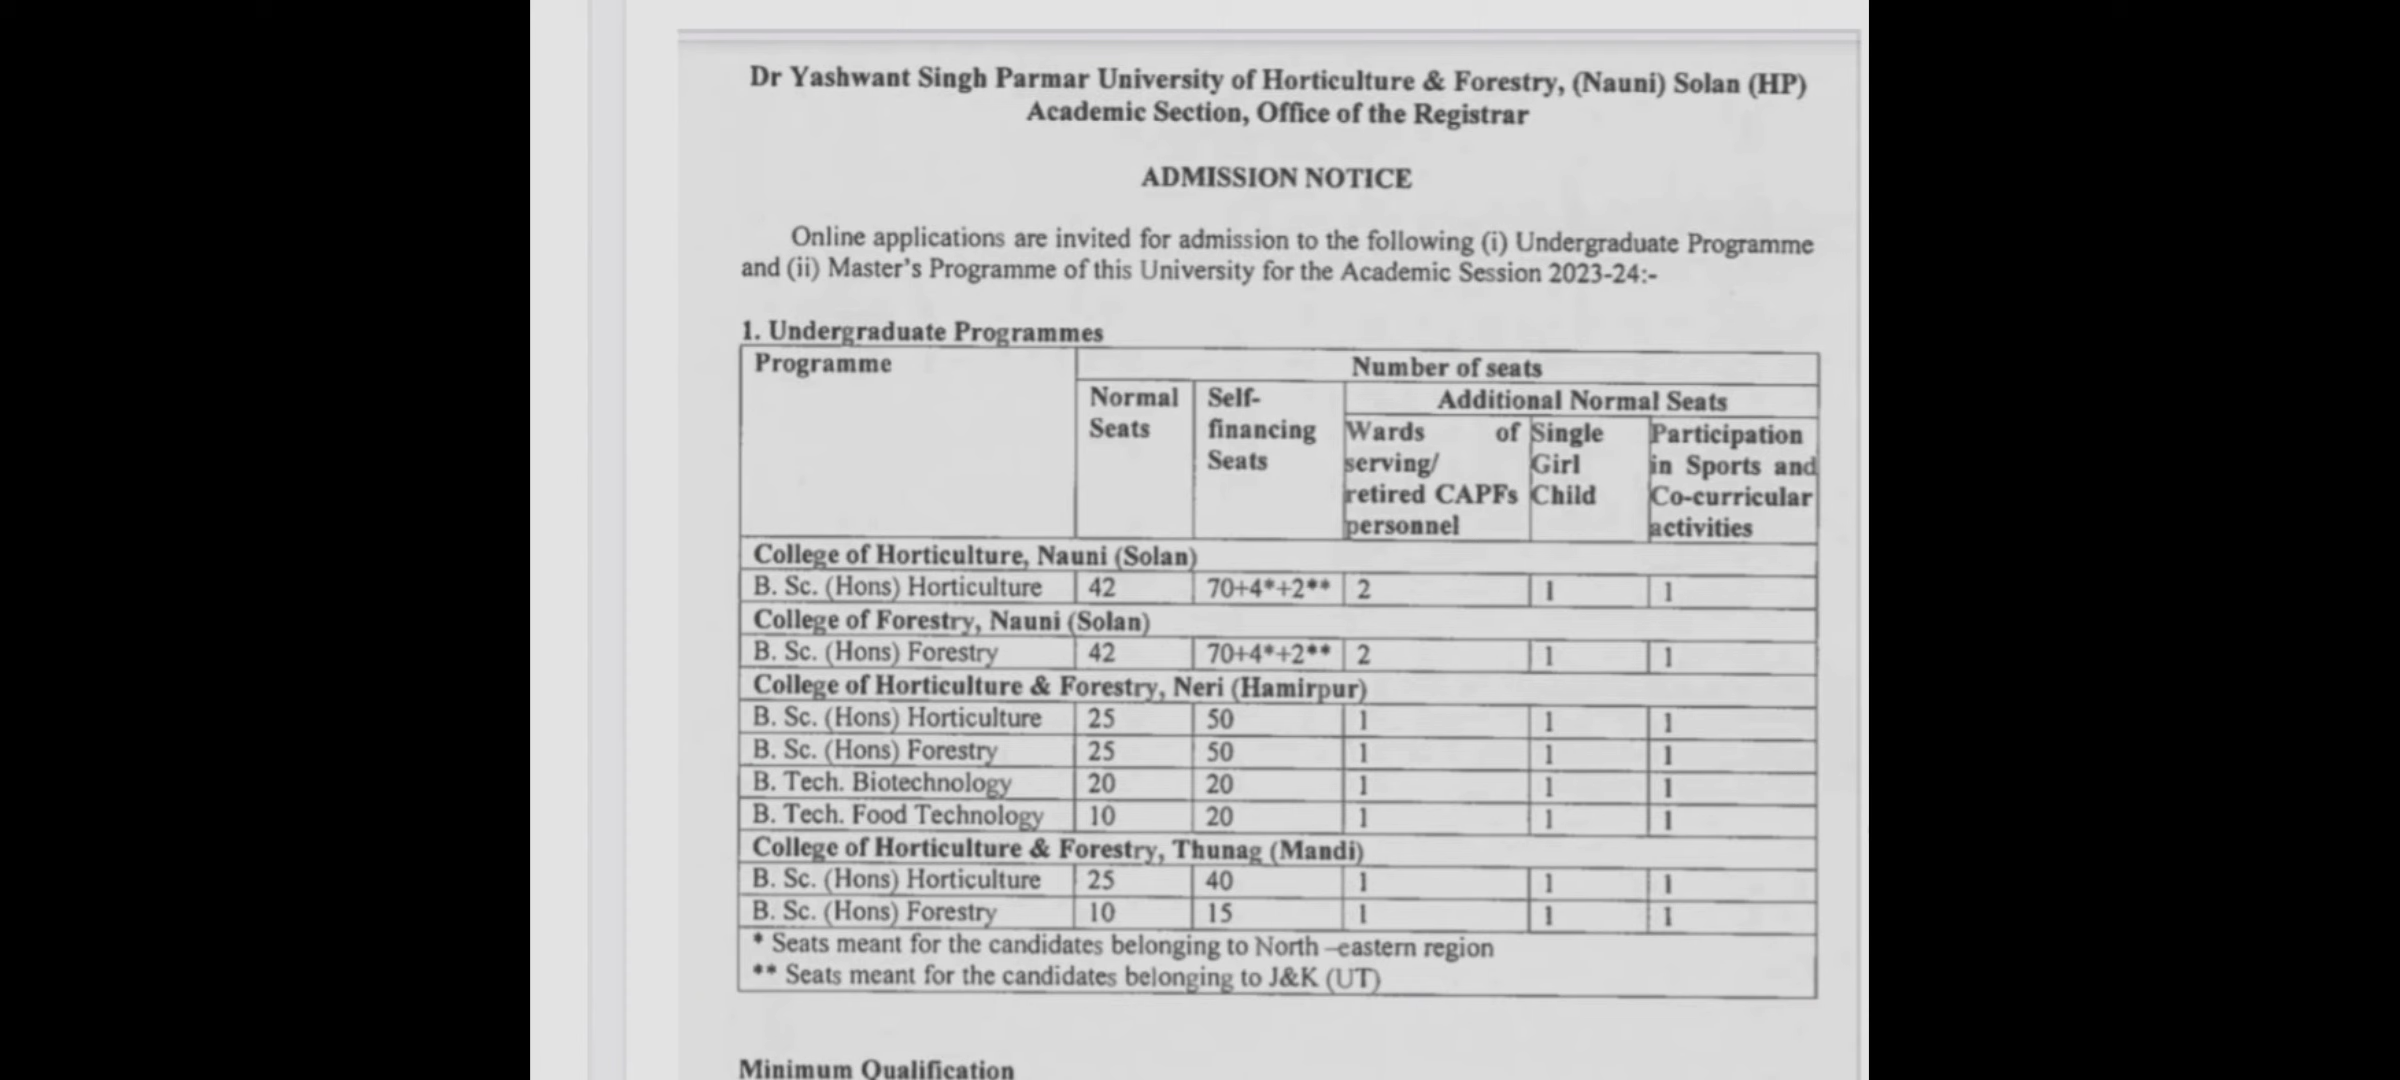 Dr Yashwant Singh Parmar University of Horticulture & Forestry, (Nauni) Solan (HP)
Academic Section, Office of the Registrar
ADMISSION NOTICE
Online applications are invited for admission to the following (i) Undergraduate Programme
and (ii) Master's Programme of this University for the Academic Session 2023-24:-
1. Undergraduate Programmes
Programme
Number of seats
Normal Seats
Self-financing Seats
Additional Normal Seats
Wards of serving/ retired CAPFs personnel
Single Girl Child
Participation in Sports and Co-curricular activities
College of Horticulture, Nauni (Solan)
B. Sc. (Hons) Horticulture 42 70+4*+2** 2 1 1
College of Forestry, Nauni (Solan)
B. Sc. (Hons) Forestry 42 70+4*+2** 2 1 1
College of Horticulture & Forestry, Neri (Hamirpur)
B. Sc. (Hons) Horticulture 25 50 1 1 1
B. Sc. (Hons) Forestry 25 50 1 1 1
B. Tech. Biotechnology 20 20 1 1 1
B. Tech. Food Technology 10 20 1 1 1
College of Horticulture & Forestry, Thunag (Mandi)
B. Sc. (Hons) Horticulture 25 40 1 1 1
B. Sc. (Hons) Forestry 10 15 1 1 1
* Seats meant for the candidates belonging to North –eastern region
** Seats meant for the candidates belonging to J&K (UT)
Minimum Qualification